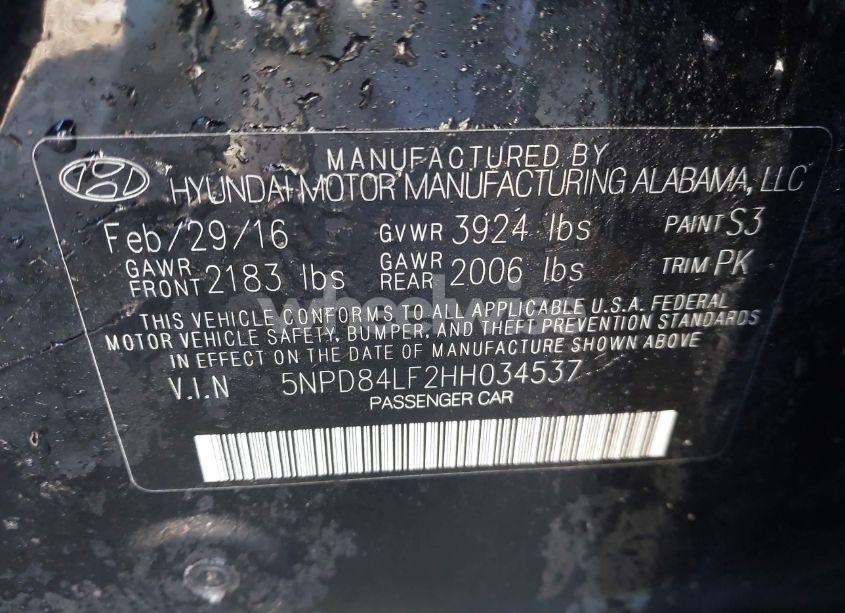 MANUFACTURED BY
HYUNDAI MOTOR MANUFACTURING ALABAMA, LLC
Feb/29/16 GVWR 3924 lbs PAINT S3
GAWR FRONT 2183 lbs GAWR REAR 2006 lbs TRIM PK
THIS VEHICLE CONFORMS TO ALL APPLICABLE U.S.A. FEDERAL
MOTOR VEHICLE SAFETY, BUMPER, AND THEFT PREVENTION STANDARDS
IN EFFECT ON THE DATE OF MANUFACTURE SHOWN ABOVE
V.I.N 5NPD84LF2HH034537
PASSENGER CAR